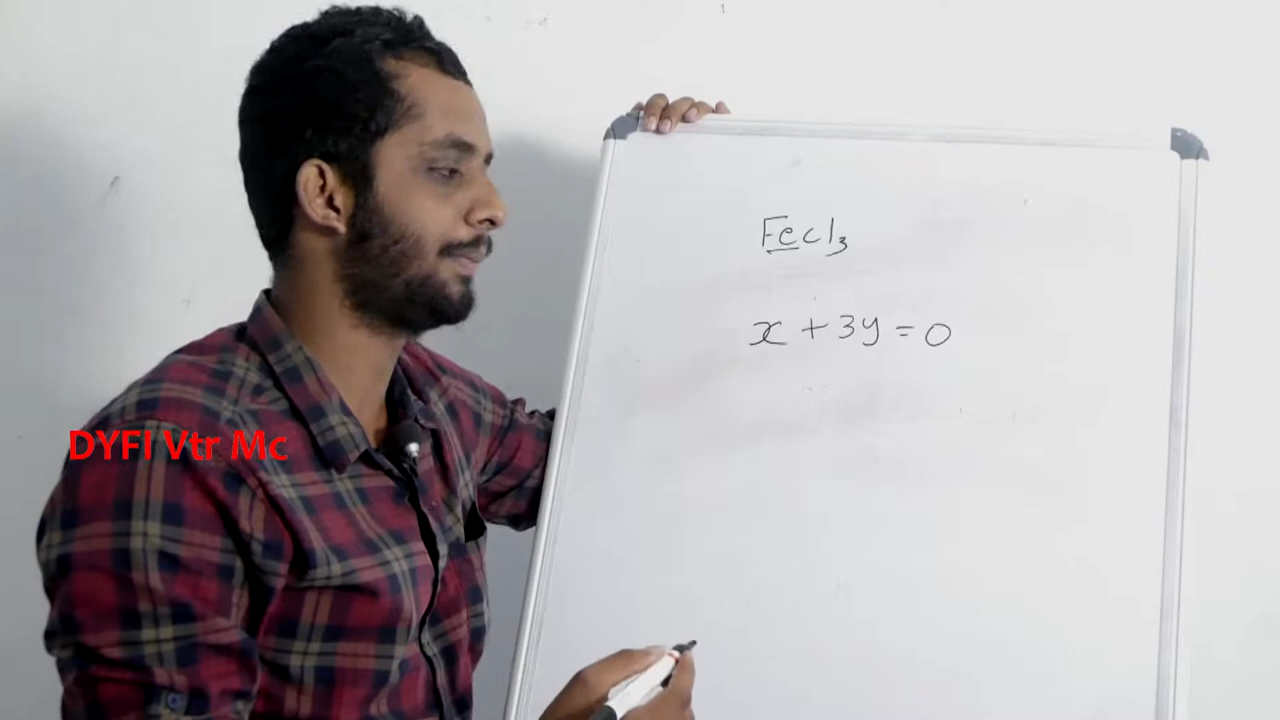 FeCl₃
x + 3y = 0
DYFI Vtr Mc